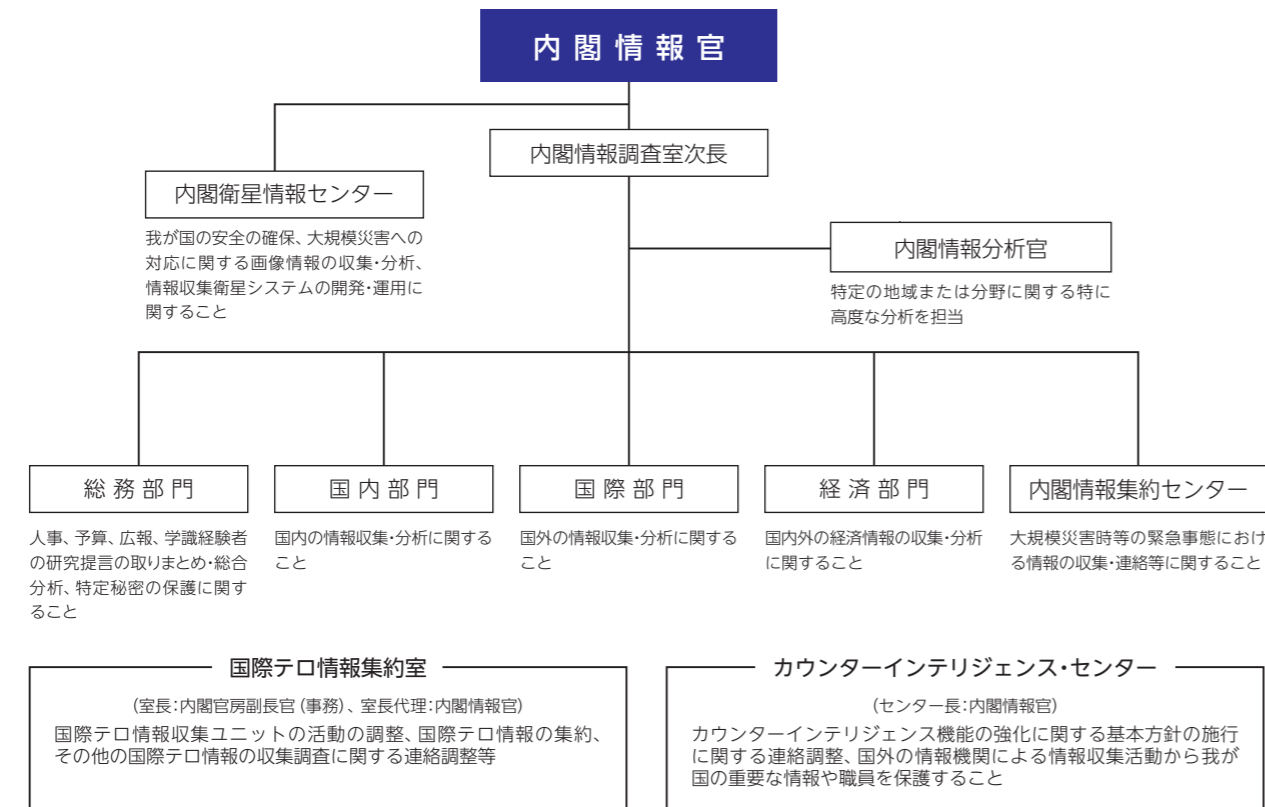 内閣情報官
内閣情報調査室次長
内閣衛星情報センター
我が国の安全の確保、大規模災害への
対応に関する画像情報の収集・分析、
情報収集衛星システムの開発・運用に
関すること
内閣情報分析官
特定の地域または分野に関する特に
高度な分析を担当
総務部門
人事、予算、広報、学識経験者
の研究提言の取りまとめ・総合
分析、特定秘密の保護に関す
ること
国内部門
国内の情報収集・分析に関する
こと
国際部門
国外の情報収集・分析に関する
こと
経済部門
国内外の経済情報の収集・分析
に関すること
内閣情報集約センター
大規模災害時等の緊急事態におけ
る情報の収集・連絡等に関すること
国際テロ情報集約室
(室長:内閣官房副長官(事務)、室長代理:内閣情報官)
国際テロ情報収集ユニットの活動の調整、国際テロ情報の集約、
その他の国際テロ情報の収集調査に関する連絡調整等
カウンターインテリジェンス・センター
(センター長:内閣情報官)
カウンターインテリジェンス機能の強化に関する基本方針の施行
に関する連絡調整、国外の情報機関による情報収集活動から我が
国の重要な情報や職員を保護すること